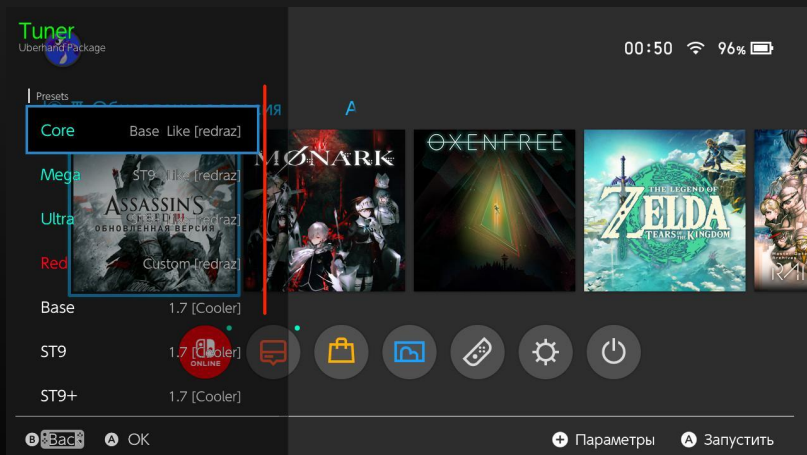 Tuner
Uberhand Package
00:50 96%
Presets
Core Base Like [redraz]
Mega ST9 Like [redraz]
Ultra [redraz]
Red Custom [redraz]
Base 1.7 [Cooler]
ST9 1.7 [Cooler]
ST9+ 1.7 [Cooler]
ASSASSIN'S
CREED III
ОБНОВЛЕННАЯ ВЕРСИЯ
MONARK
OXENFREE
THE LEGEND OF
ZELDA
TEARS OF THE KINGDOM
ONLINE
B Back A OK
+ Параметры A Запустить